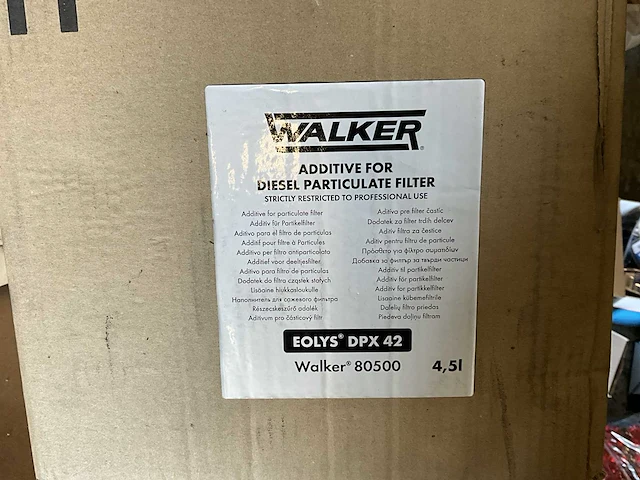 WALKER®
ADDITIVE FOR
DIESEL PARTICULATE FILTER
STRICTLY RESTRICTED TO PROFESSIONAL USE
Additive for particulate filter
Additiv für Partikelfilter
Aditivo para el filtro de partículas
Additif pour filtre à Particules
Additivo per filtro antiparticolato
Additief voor deeltjesfilter
Aditivo para filtro de partículas
Dodatek do filtra cząstek stałych
Lisäaine hiukkasloukulle
Наполнитель для сажевого фильтра
Részecskeszűrő adalék
Aditivum pro částicový filtr
Aditíva pre filter častíc
Dodatek za filter trdih delcev
Aditiv filtra za čestice
Aditiv pentru filtru de particule
Πρόσθετο για φίλτρο σωματιδίων
Добавка за филтър за твърди частици
Additiv til partikelfilter
Additiv för partikelfilter
Additiv for partikkelfilter
Lisaaine kübemefiltrile
Dalelių filtro priedas
Piedeva daļiņu filtram
EOLYS® DPX 42
Walker® 80500 4,5l